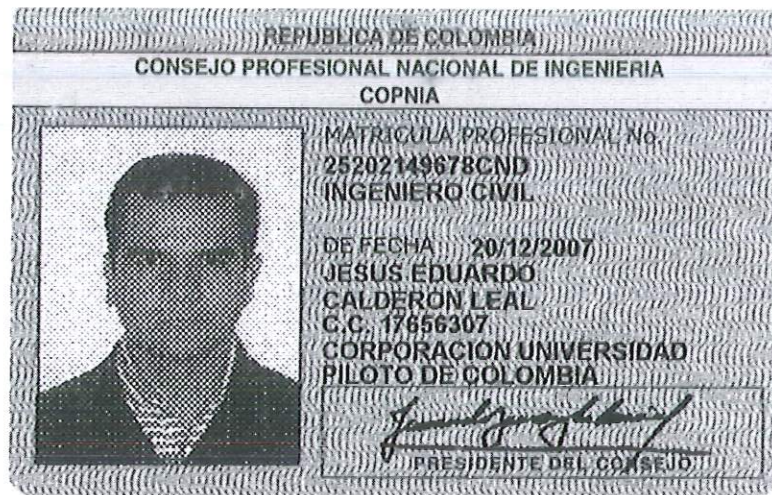 REPUBLICA DE COLOMBIA
CONSEJO PROFESIONAL NACIONAL DE INGENIERIA
COPNIA
MATRICULA PROFESIONAL No.
25202149678CND
INGENIERO CIVIL
DE FECHA 20/12/2007
JESUS EDUARDO
CALDERON LEAL
C.C. 17656307
CORPORACION UNIVERSIDAD
PILOTO DE COLOMBIA
PRESIDENTE DEL CONSEJO